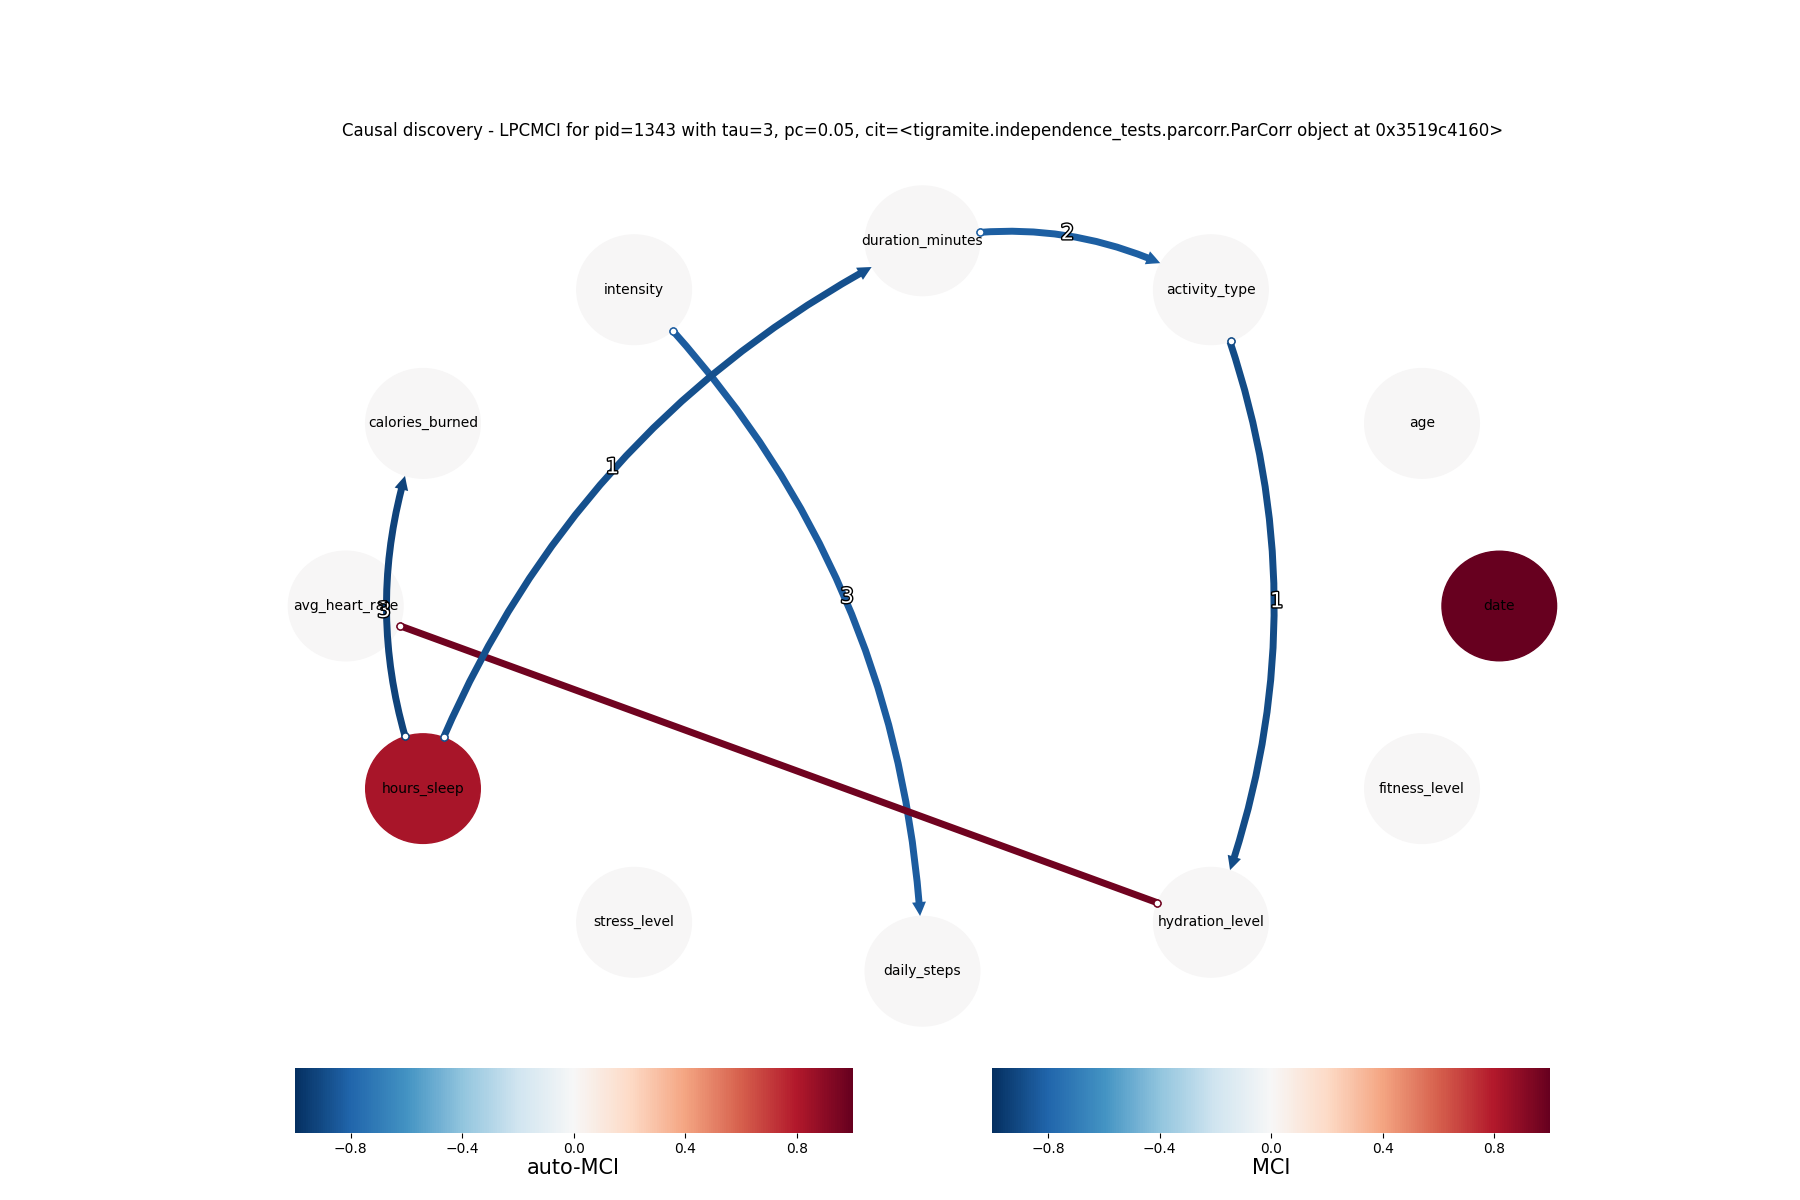 Causal discovery - LPCMCI for pid=1343 with tau=3, pc=0.05, cit=<tigramite.independence_tests.parcorr.ParCorr object at 0x3519c4160>
duration_minutes
2
intensity
activity_type
calories_burned
age
1
3
1
avg_heart_rate
3
date
hours_sleep
fitness_level
stress_level
hydration_level
daily_steps
−0.8 −0.4 0.0 0.4 0.8
auto-MCI
−0.8 −0.4 0.0 0.4 0.8
MCI